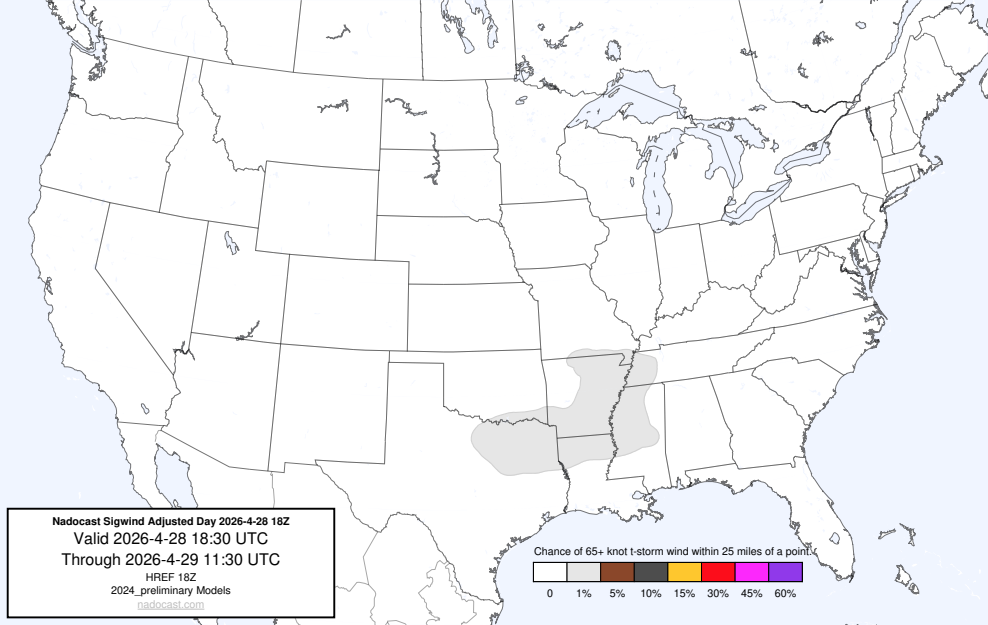 Nadocast Sigwind Adjusted Day 2026-4-28 18Z
Valid 2026-4-28 18:30 UTC
Through 2026-4-29 11:30 UTC
HREF 18Z
2024_preliminary Models
nadocast.com
Chance of 65+ knot t-storm wind within 25 miles of a point.
0 1% 5% 10% 15% 30% 45% 60%